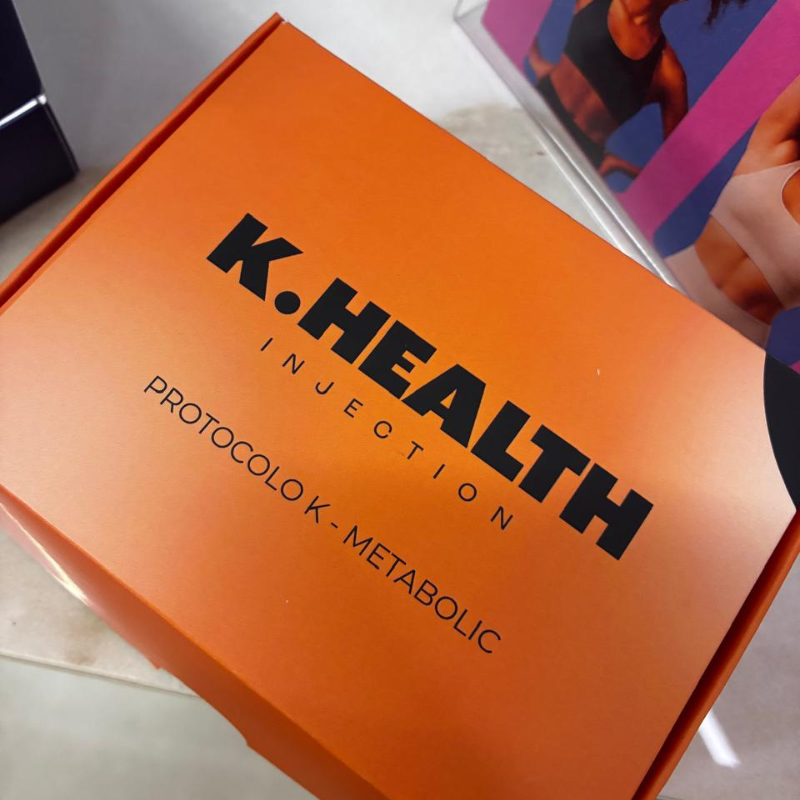 K.HEALTH
INJECTION
PROTOCOLO K - METABOLIC